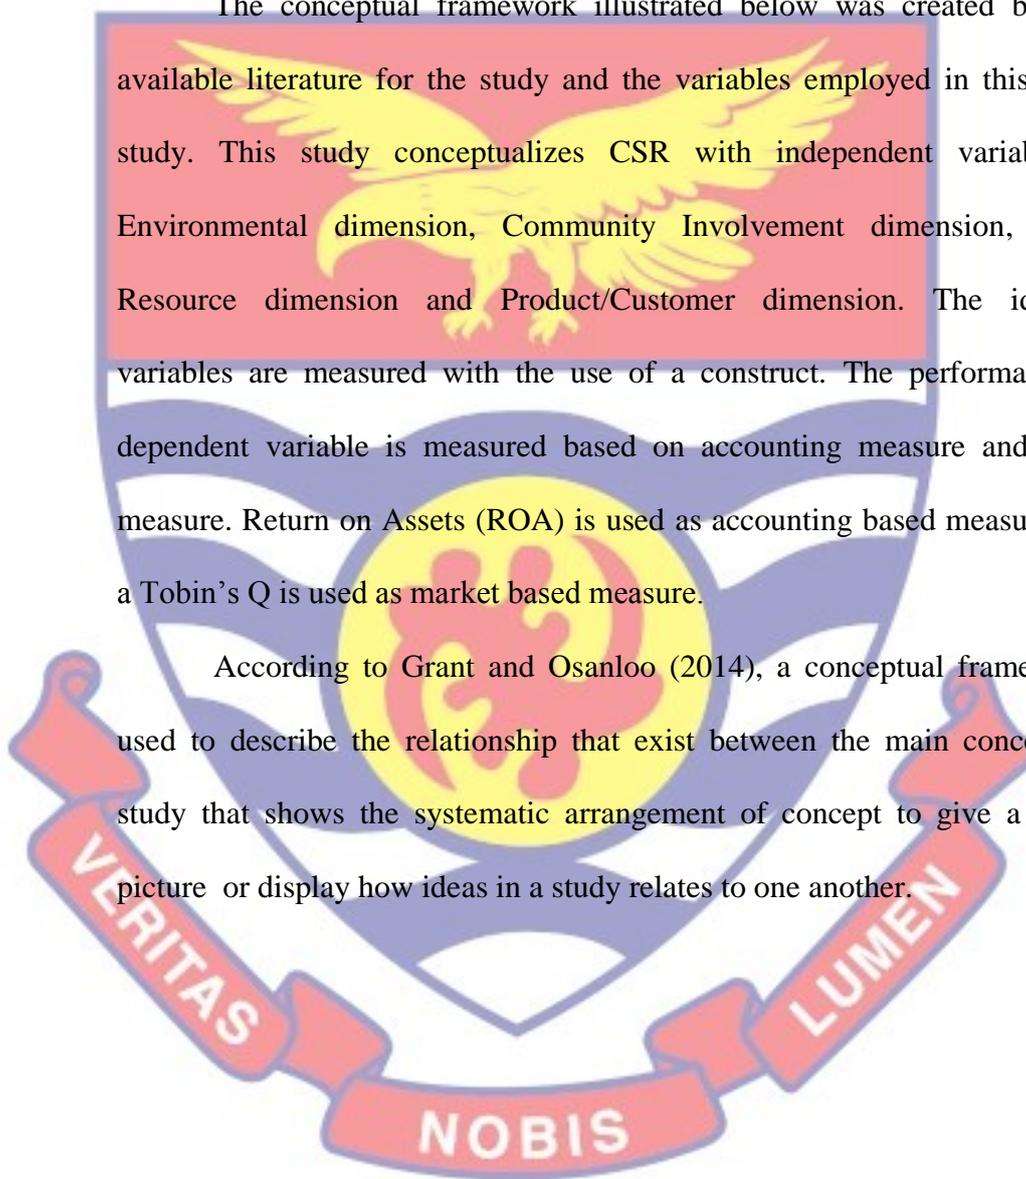 The conceptual framework illustrated below was created b
available literature for the study and the variables employed in this
study. This study conceptualizes CSR with independent varia
Environmental dimension, Community Involvement dimension,
Resource dimension and Product/Customer dimension. The i
variables are measured with the use of a construct. The performa
dependent variable is measured based on accounting measure and
measure. Return on Assets (ROA) is used as accounting based measu
a Tobin’s Q is used as market based measure.
According to Grant and Osanloo (2014), a conceptual frame
used to describe the relationship that exist between the main conc
study that shows the systematic arrangement of concept to give a
picture or display how ideas in a study relates to one another.
VERITAS
NOBIS
LUMEN